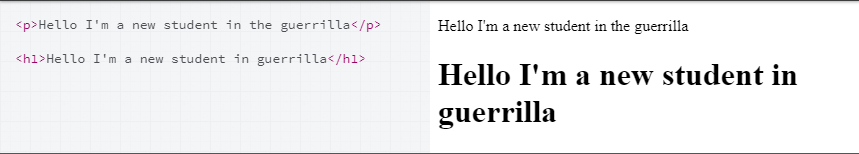 <p>Hello I'm a new student in the guerrilla</p>
<h1>Hello I'm a new student in guerrilla</h1>
Hello I'm a new student in the guerrilla
Hello I'm a new student in
guerrilla